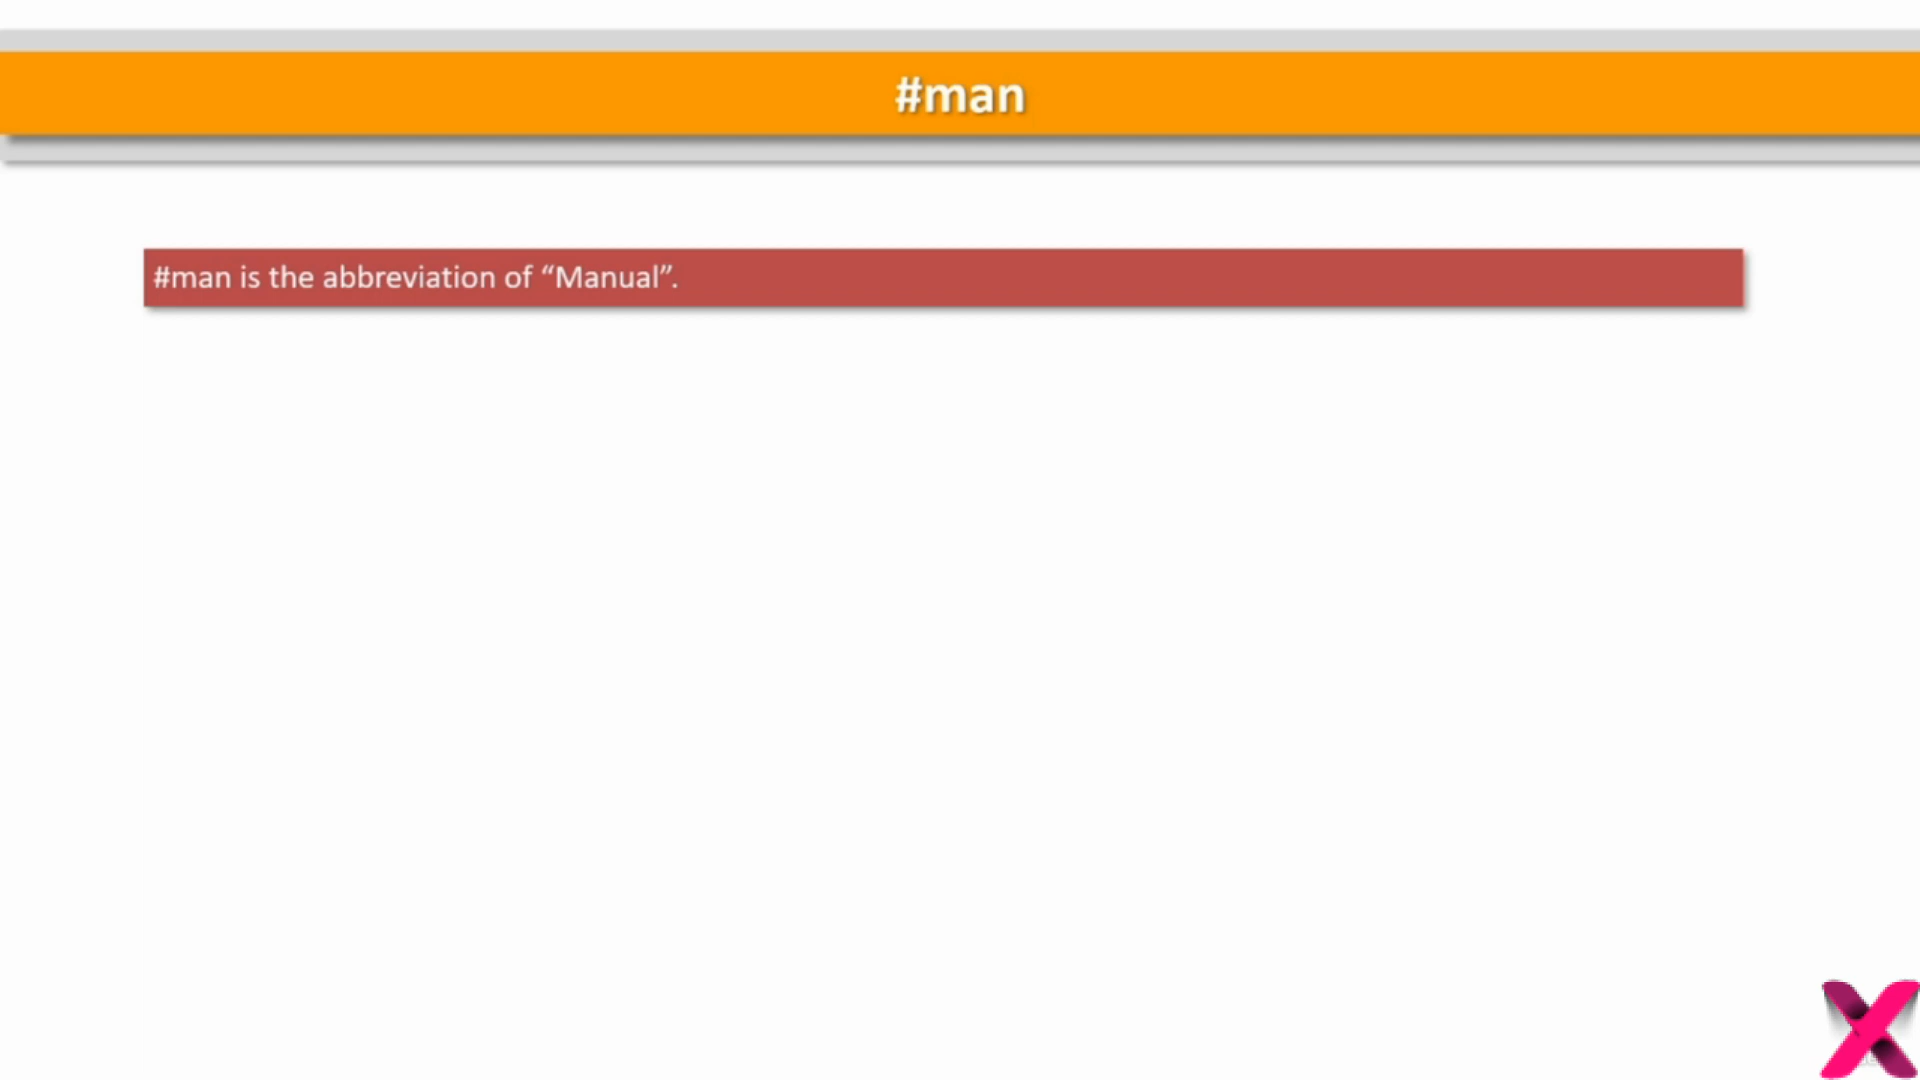 #man
#man is the abbreviation of “Manual”.